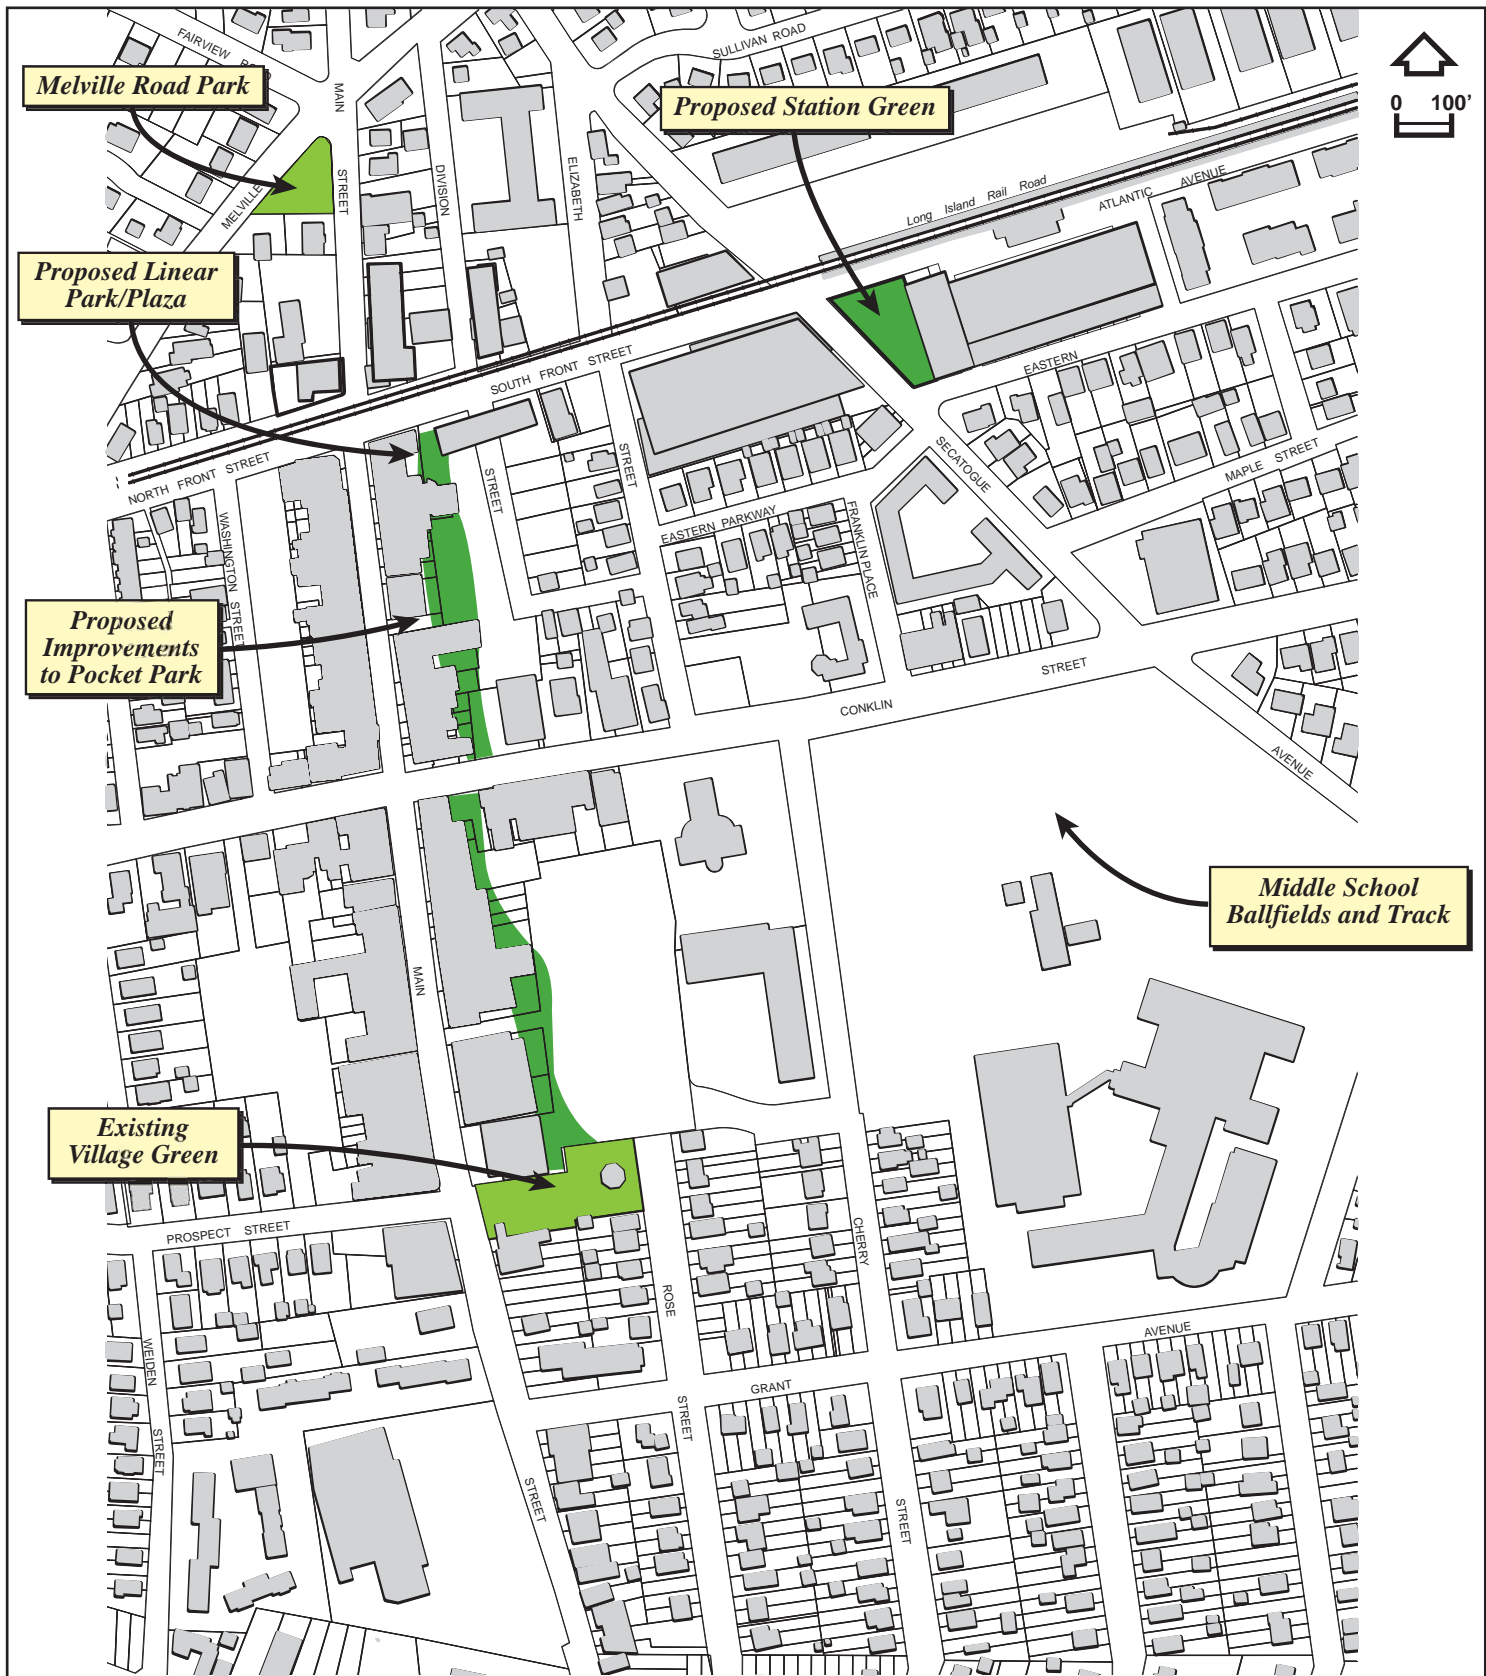 FAIRVIEW
SULLIVAN ROAD
Melville Road Park
MAIN
STREET
Proposed Station Green
0 100’
MELVILLE
DIVISION
ELIZABETH
Long Island Rail Road
ATLANTIC AVENUE
Proposed Linear
Park/Plaza
SOUTH FRONT STREET
EASTERN
NORTH FRONT STREET
STREET
STREET
SECATOGUE
MAPLE STREET
WASHINGTON STREET
EASTERN PARKWAY
FRANKLIN PLACE
Proposed
Improvements
to Pocket Park
CONKLIN
STREET
AVENUE
Middle School
Ballfields and Track
MAIN
Existing
Village Green
PROSPECT STREET
CHERRY
ROSE
WEIDEN
STREET
GRANT
AVENUE
STREET
STREET
STREET